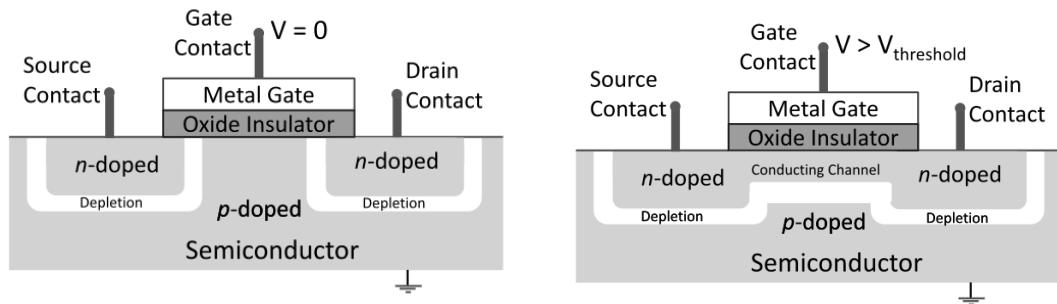 Gate
Contact
V = 0
Source
Contact
Drain
Contact
Metal Gate
Oxide Insulator
n-doped
n-doped
Depletion
Depletion
p-doped
Semiconductor
Gate
Contact
V > Vthreshold
Source
Contact
Drain
Contact
Metal Gate
Oxide Insulator
Conducting Channel
n-doped
n-doped
Depletion
Depletion
p-doped
Semiconductor